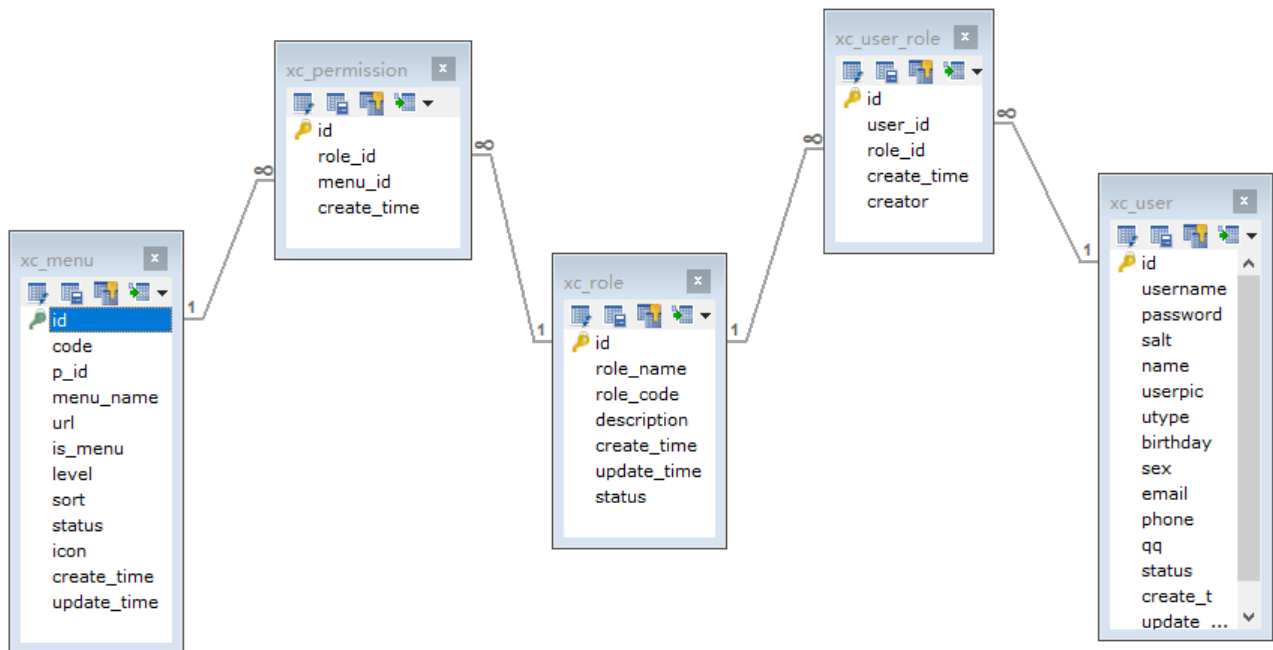 xc_menu
id
code
p_id
menu_name
url
is_menu
level
sort
status
icon
create_time
update_time
1
∞
xc_permission
id
role_id
menu_id
create_time
∞
1
xc_role
id
role_name
role_code
description
create_time
update_time
status
1
∞
xc_user_role
id
user_id
role_id
create_time
creator
∞
1
xc_user
id
username
password
salt
name
userpic
utype
birthday
sex
email
phone
qq
status
create_t
update ...